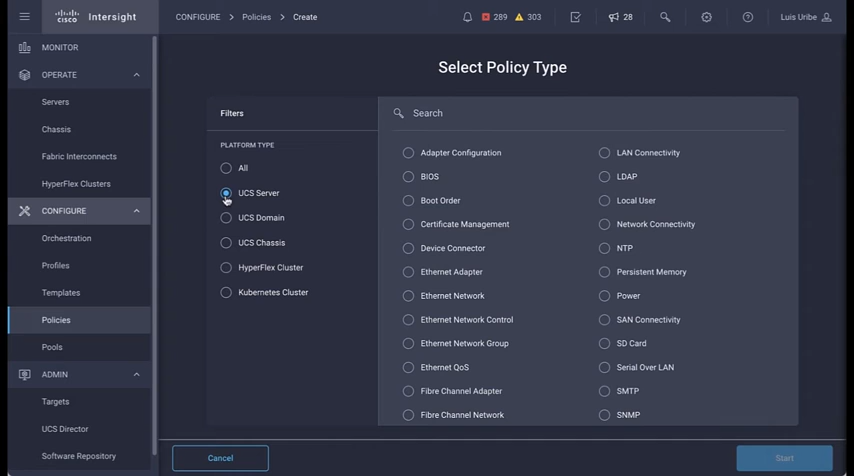 CISCO Intersight
CONFIGURE > Policies > Create
289 303 28 Luis Uribe
MONITOR
OPERATE
Servers
Chassis
Fabric Interconnects
HyperFlex Clusters
CONFIGURE
Orchestration
Profiles
Templates
Policies
Pools
ADMIN
Targets
UCS Director
Software Repository
Select Policy Type
Filters
PLATFORM TYPE
All
UCS Server
UCS Domain
UCS Chassis
HyperFlex Cluster
Kubernetes Cluster
Search
Adapter Configuration
BIOS
Boot Order
Certificate Management
Device Connector
Ethernet Adapter
Ethernet Network
Ethernet Network Control
Ethernet Network Group
Ethernet QoS
Fibre Channel Adapter
Fibre Channel Network
LAN Connectivity
LDAP
Local User
Network Connectivity
NTP
Persistent Memory
Power
SAN Connectivity
SD Card
Serial Over LAN
SMTP
SNMP
Cancel
Start